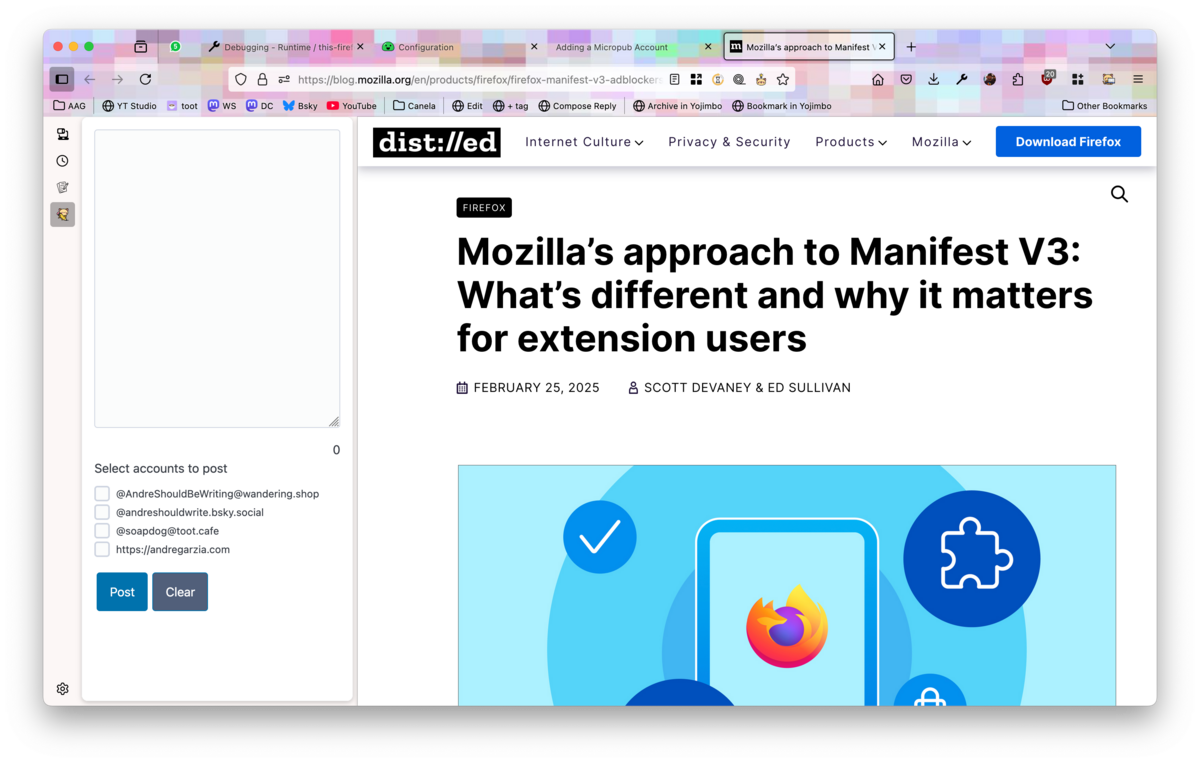 Debugging - Runtime / this-firef
Configuration
Adding a Micropub Account
Mozilla's approach to Manifest V
https://blog.mozilla.org/en/products/firefox/firefox-manifest-v3-adblockers
20
AAG
YT Studio
toot
WS
DC
Bsky
YouTube
Canela
Edit
+ tag
Compose Reply
Archive in Yojimbo
Bookmark in Yojimbo
Other Bookmarks
0
Select accounts to post
@AndreShouldBeWriting@wandering.shop
@andreshouldwrite.bsky.social
@soapdog@toot.cafe
https://andregarzia.com
Post
Clear
dist://ed
Internet Culture
Privacy & Security
Products
Mozilla
Download Firefox
FIREFOX
Mozilla’s approach to Manifest V3:
What’s different and why it matters
for extension users
FEBRUARY 25, 2025
SCOTT DEVANEY & ED SULLIVAN